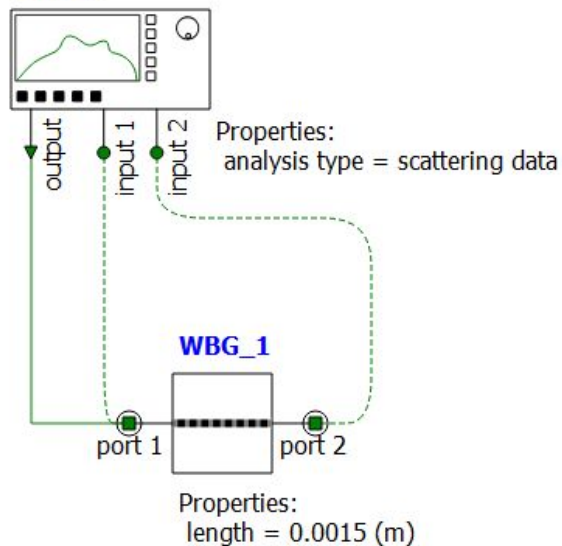 output
input 1
input 2
Properties:
analysis type = scattering data
WBG_1
port 1
port 2
Properties:
length = 0.0015 (m)